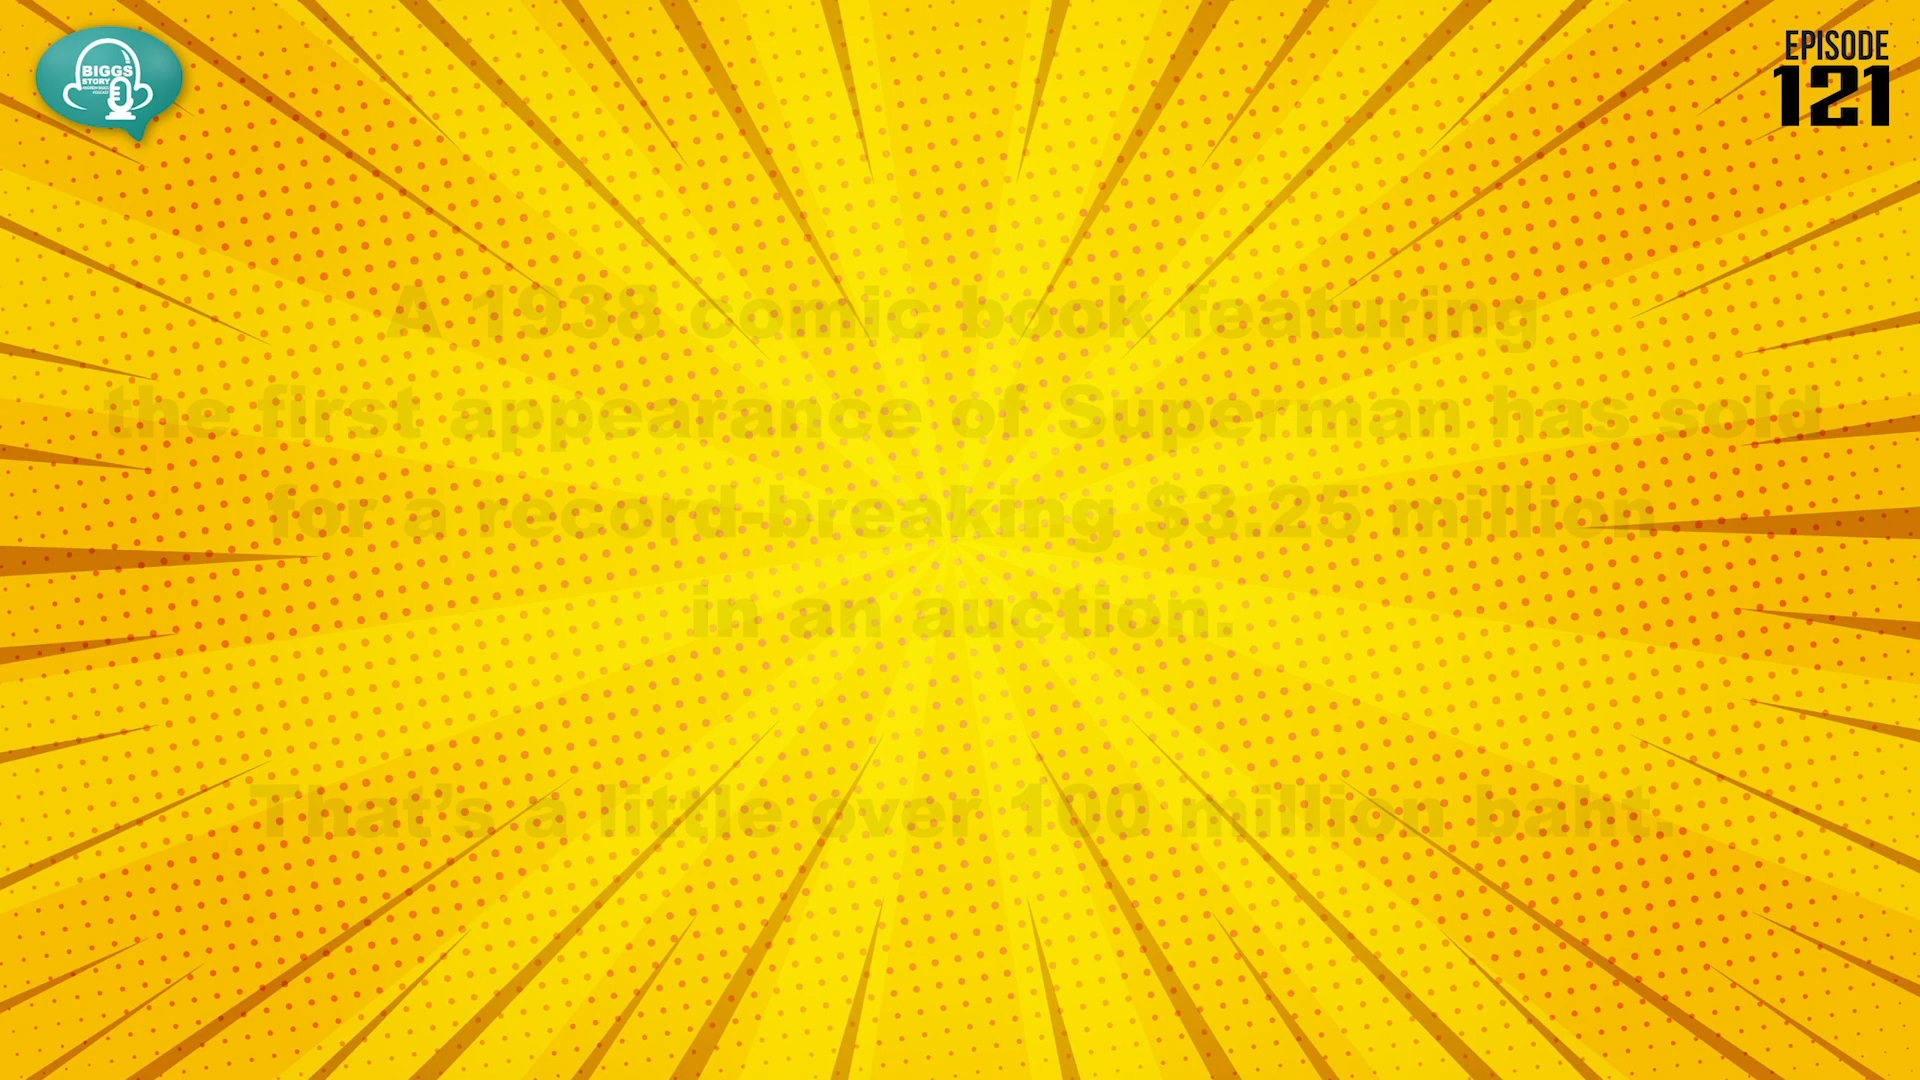 BIGGS
STORY
EPISODE
121
A 1938 comic book featuring
the first appearance of Superman has sold
for a record-breaking $3.25 million
in an auction.
That's a little over 100 million baht.